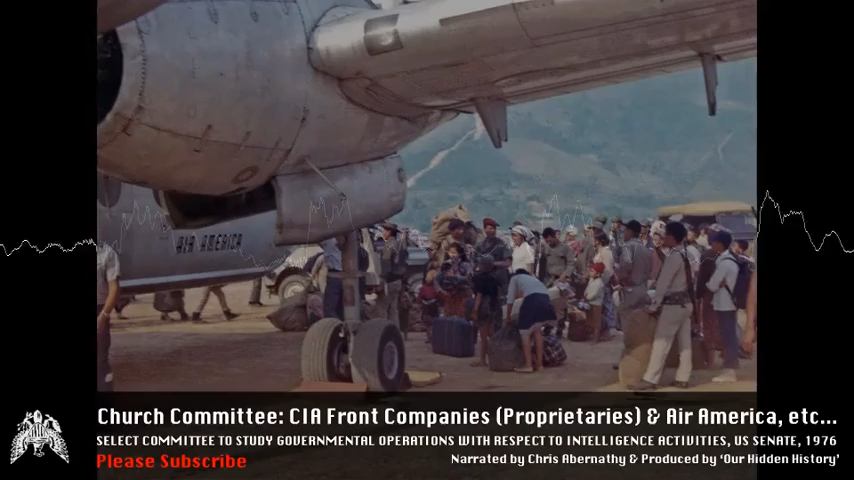 AIR AMERICA
Church Committee: CIA Front Companies (Proprietaries) & Air America, etc...
SELECT COMMITTEE TO STUDY GOVERNMENTAL OPERATIONS WITH RESPECT TO INTELLIGENCE ACTIVITIES, US SENATE, 1976
Please Subscribe
Narrated by Chris Abernathy & Produced by 'Our Hidden History'